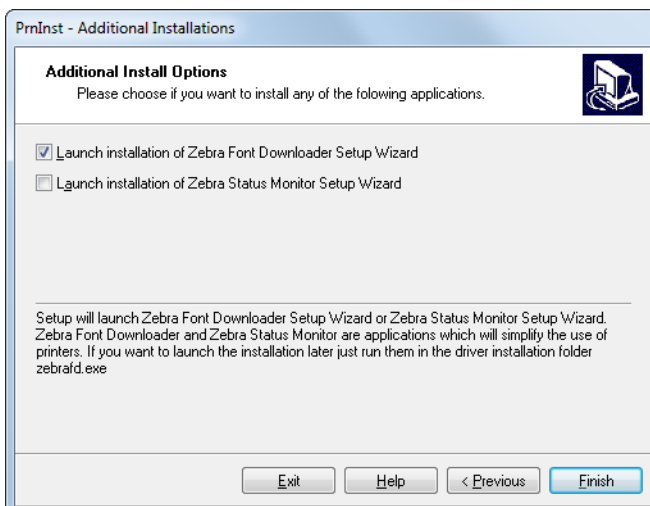 PrnInst - Additional Installations
Additional Install Options
Please choose if you want to install any of the folowing applications.
Launch installation of Zebra Font Downloader Setup Wizard
Launch installation of Zebra Status Monitor Setup Wizard
Setup will launch Zebra Font Downloader Setup Wizard or Zebra Status Monitor Setup Wizard.
Zebra Font Downloader and Zebra Status Monitor are applications which will simplify the use of
printers. If you want to launch the installation later just run them in the driver installation folder
zebrafd.exe
Exit Help < Previous Finish